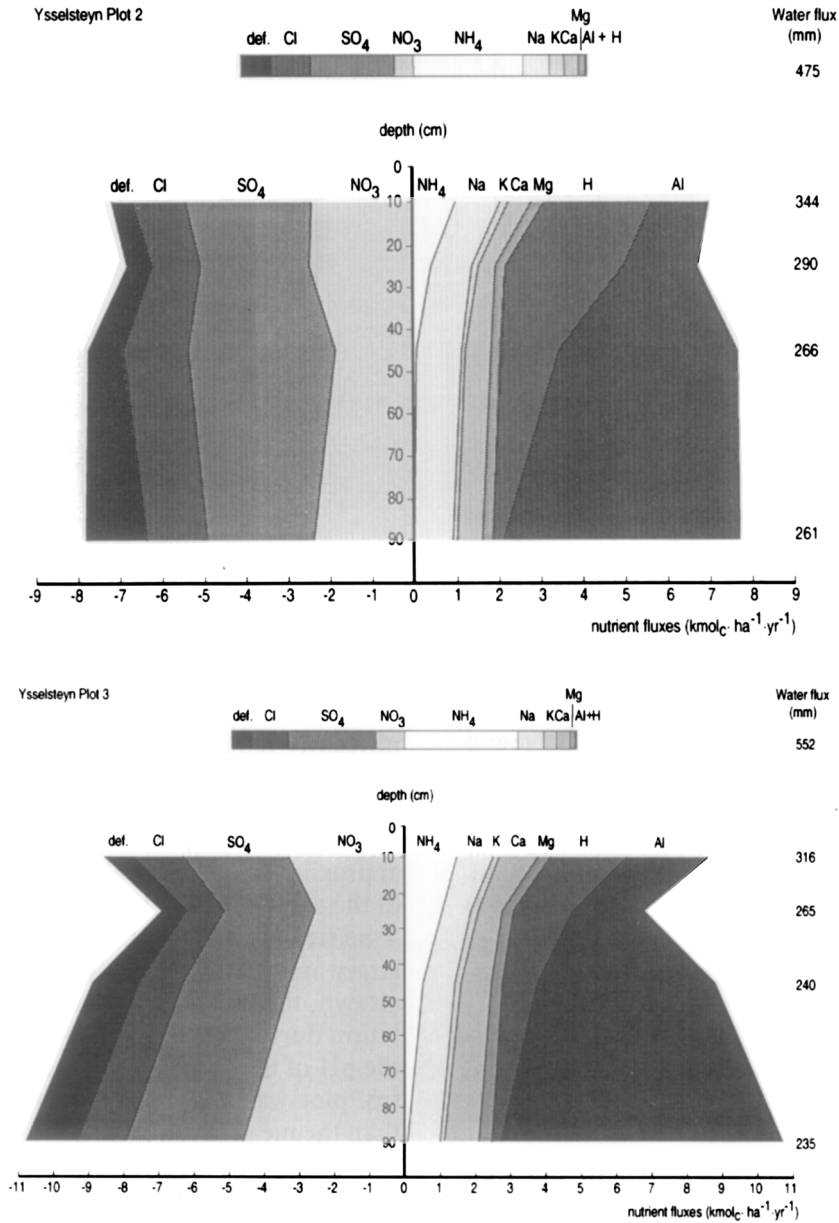 Ysselsteyn Plot 2
Water flux
(mm)
Mg
def. Cl SO4 NO3 NH4 Na K Ca Al + H
475
depth (cm)
0
def. Cl SO4 NO3 NH4 Na K Ca Mg H Al
10 344
20
290
30
40
266
50
60
70
80
90 261
-9 -8 -7 -6 -5 -4 -3 -2 -1 0 1 2 3 4 5 6 7 8 9
nutrient fluxes (kmolc· ha-1·yr-1)
Ysselsteyn Plot 3
Water flux
(mm)
Mg
def. Cl SO4 NO3 NH4 Na K Ca Al+H
552
depth (cm)
0
def. Cl SO4 NO3 NH4 Na K Ca Mg H Al
10 316
20
265
30
40
240
50
60
70
80
90 235
-11 -10 -9 -8 -7 -6 -5 -4 -3 -2 -1 0 1 2 3 4 5 6 7 8 9 10 11
nutrient fluxes (kmolc· ha-1·yr-1)